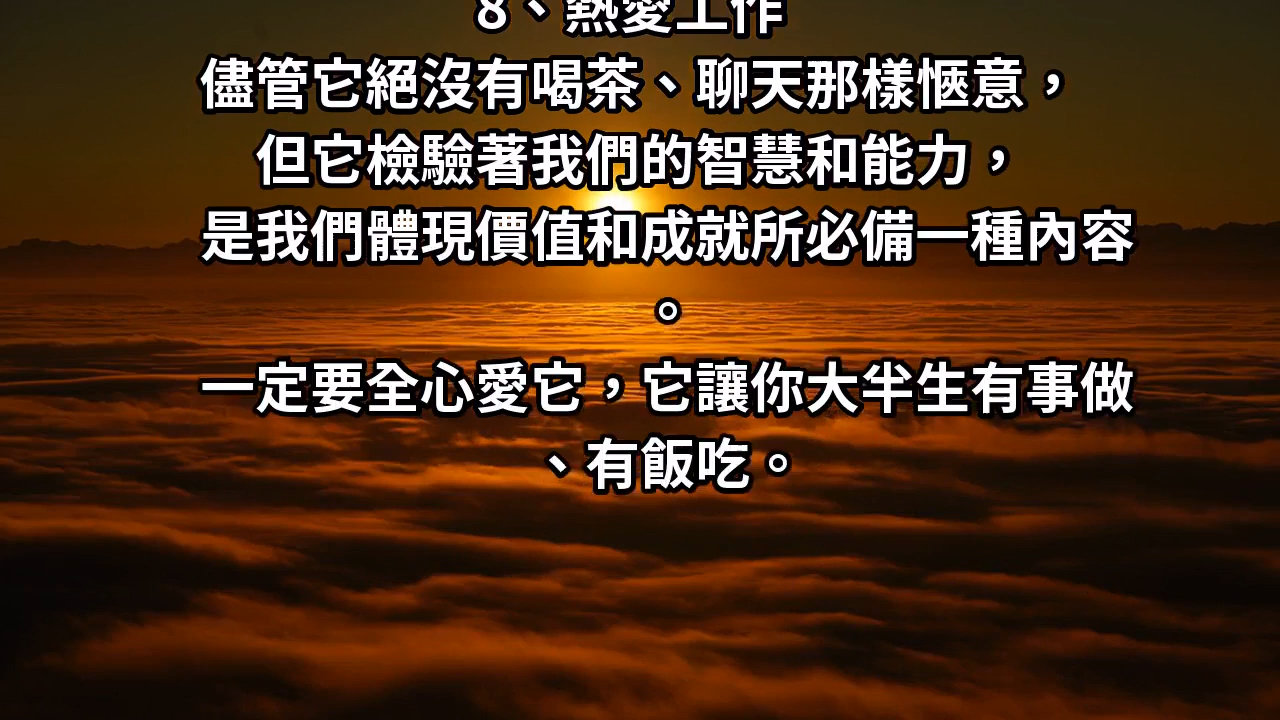 8、熱愛工作
儘管它絕沒有喝茶、聊天那樣愜意，
但它檢驗著我們的智慧和能力，
是我們體現價值和成就所必備一種內容
。
一定要全心愛它，它讓你大半生有事做
、有飯吃。